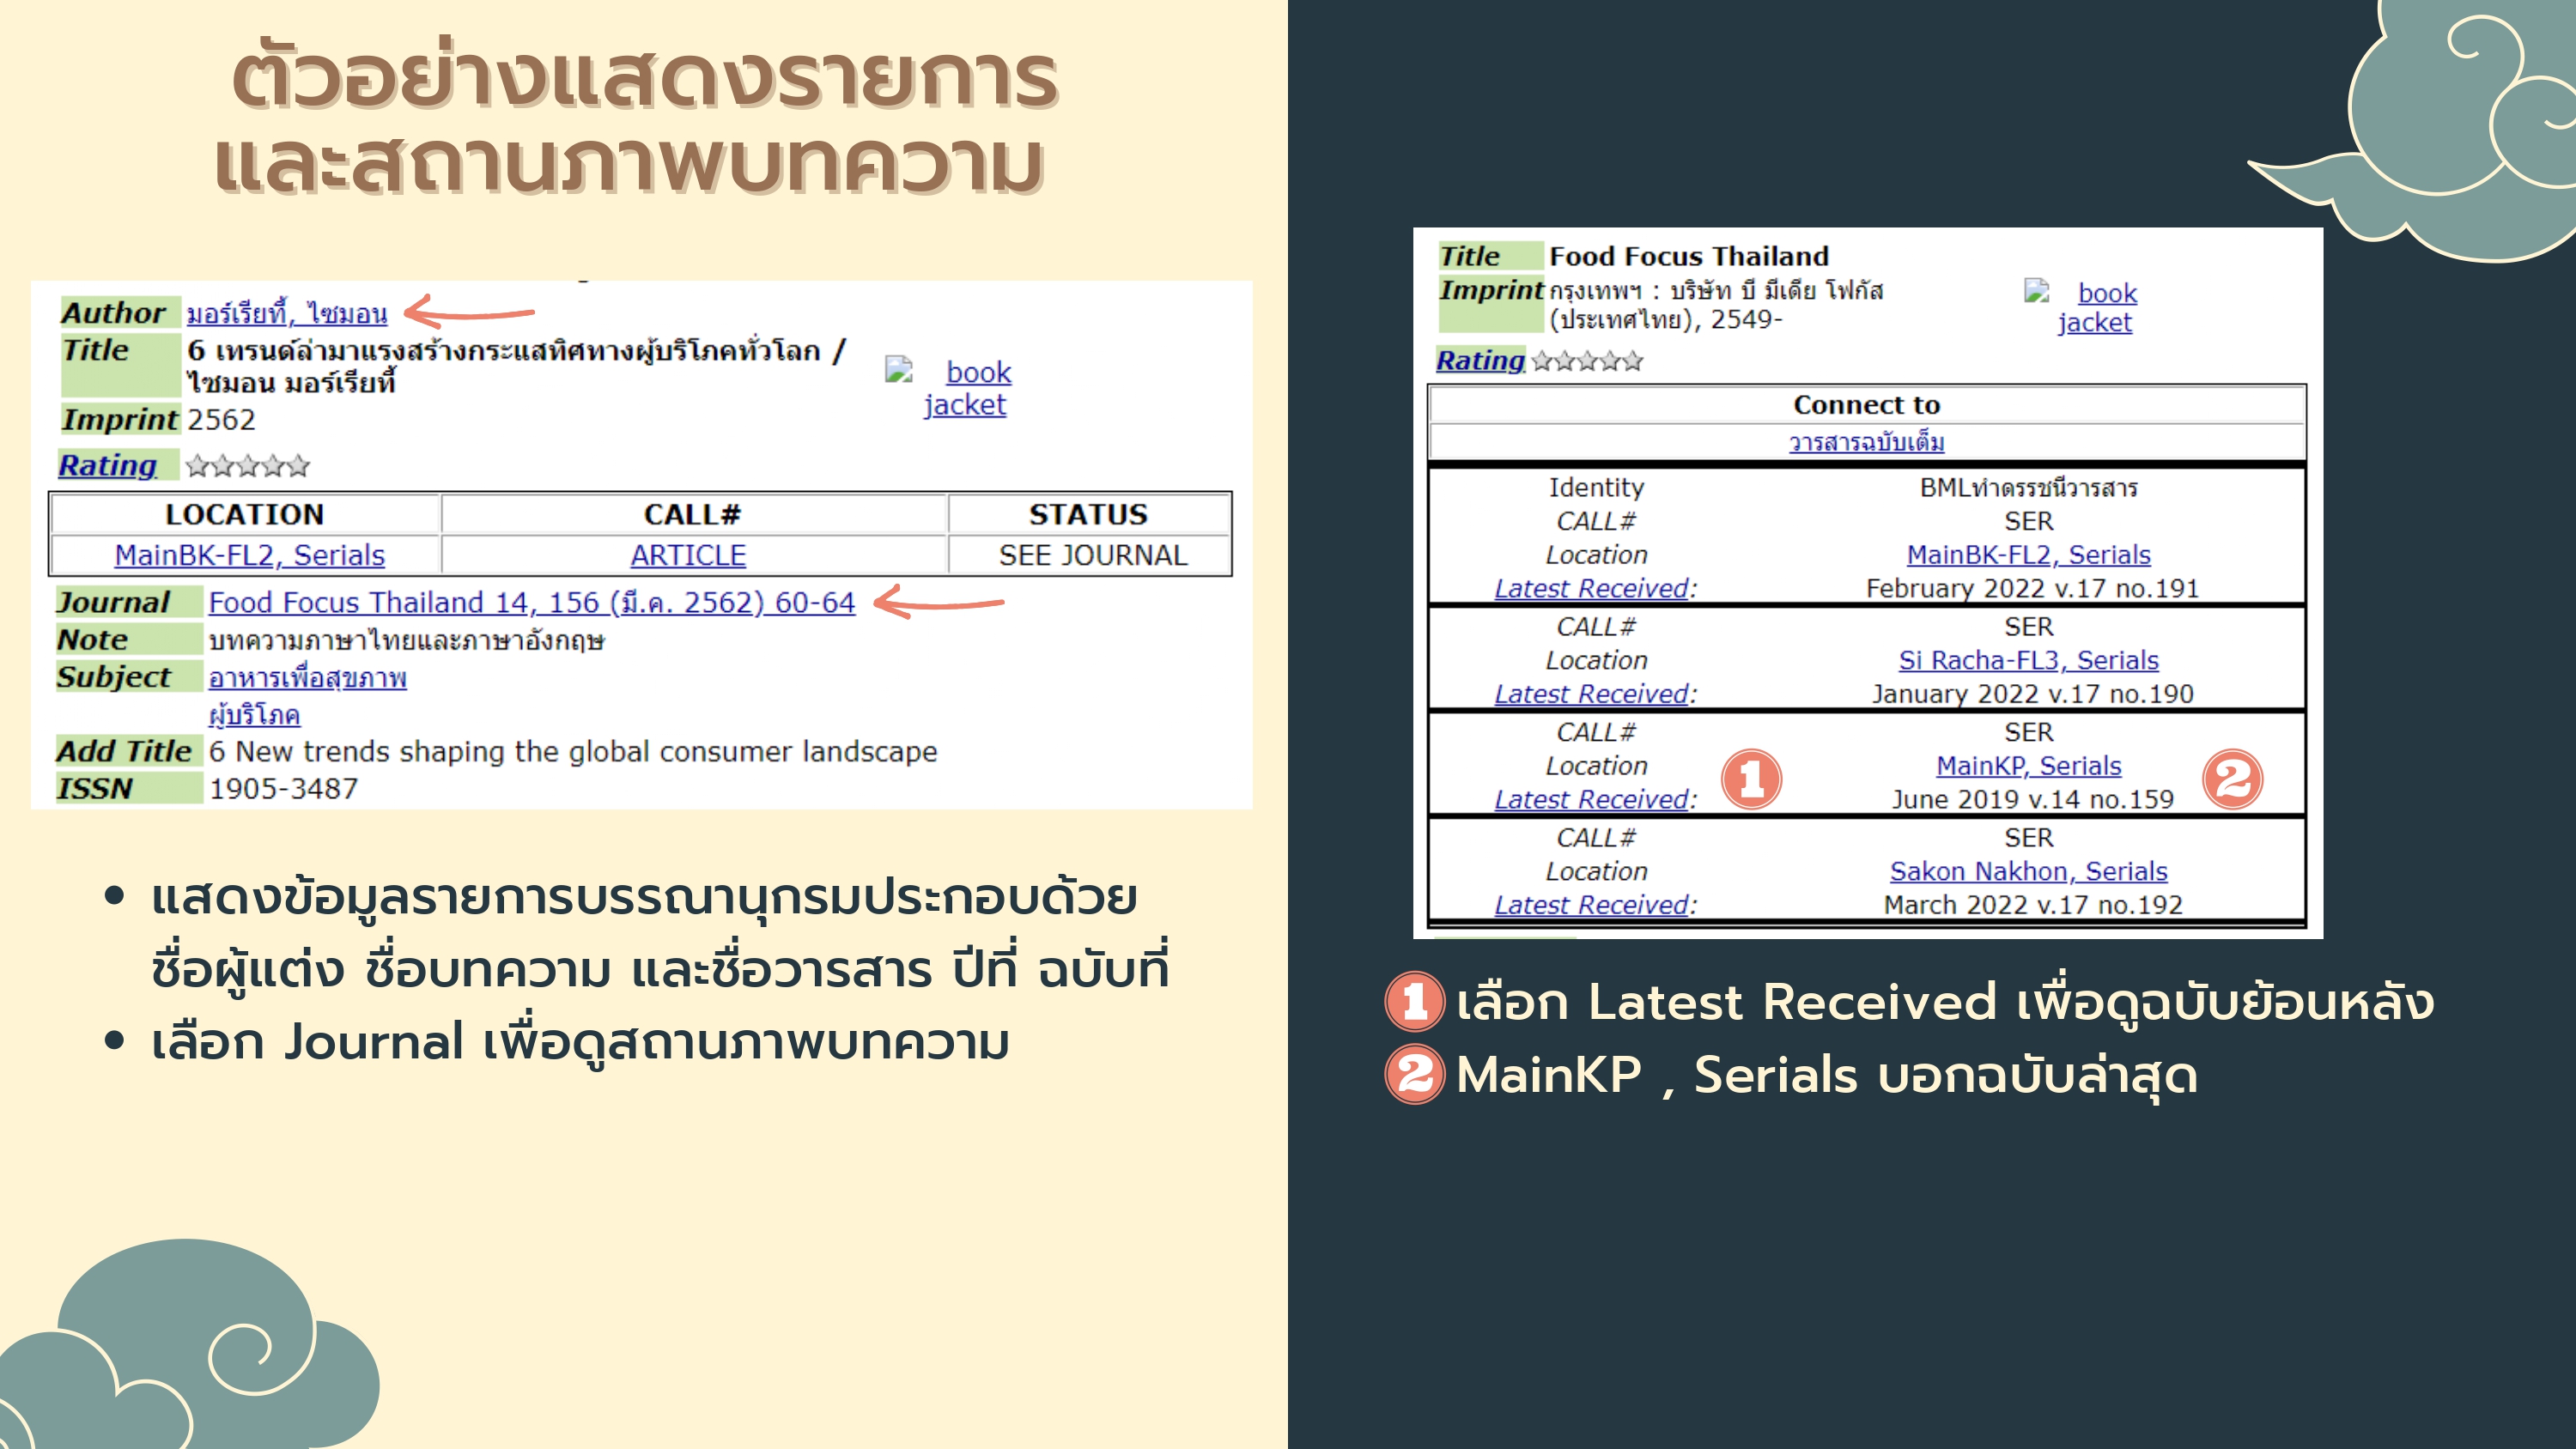 ตัวอย่างแสดงรายการ
และสถานภาพบทความ
Author มอร์เรียที้, ไซมอน
Title 6 เทรนด์ล่ามาแรงสร้างกระแสทิศทางผู้บริโภคทั่วโลก /
ไซมอน มอร์เรียที้
book
jacket
Imprint 2562
Rating
LOCATION CALL# STATUS
MainBK-FL2, Serials ARTICLE SEE JOURNAL
Journal Food Focus Thailand 14, 156 (มี.ค. 2562) 60-64
Note บทความภาษาไทยและภาษาอังกฤษ
Subject อาหารเพื่อสุขภาพ
ผู้บริโภค
Add Title 6 New trends shaping the global consumer landscape
ISSN 1905-3487
• แสดงข้อมูลรายการบรรณานุกรมประกอบด้วย
ชื่อผู้แต่ง ชื่อบทความ และชื่อวารสาร ปีที่ ฉบับที่
• เลือก Journal เพื่อดูสถานภาพบทความ
Title Food Focus Thailand
Imprint กรุงเทพฯ : บริษัท บี มีเดีย โฟกัส
(ประเทศไทย), 2549-
book
jacket
Rating
Connect to
วารสารฉบับเต็ม
Identity BMLทำดรรชนีวารสาร
CALL# SER
Location MainBK-FL2, Serials
Latest Received: February 2022 v.17 no.191
CALL# SER
Location Si Racha-FL3, Serials
Latest Received: January 2022 v.17 no.190
CALL# SER
Location 1 MainKP, Serials 2
Latest Received: June 2019 v.14 no.159
CALL# SER
Location Sakon Nakhon, Serials
Latest Received: March 2022 v.17 no.192
1 เลือก Latest Received เพื่อดูฉบับย้อนหลัง
2 MainKP , Serials บอกฉบับล่าสุด